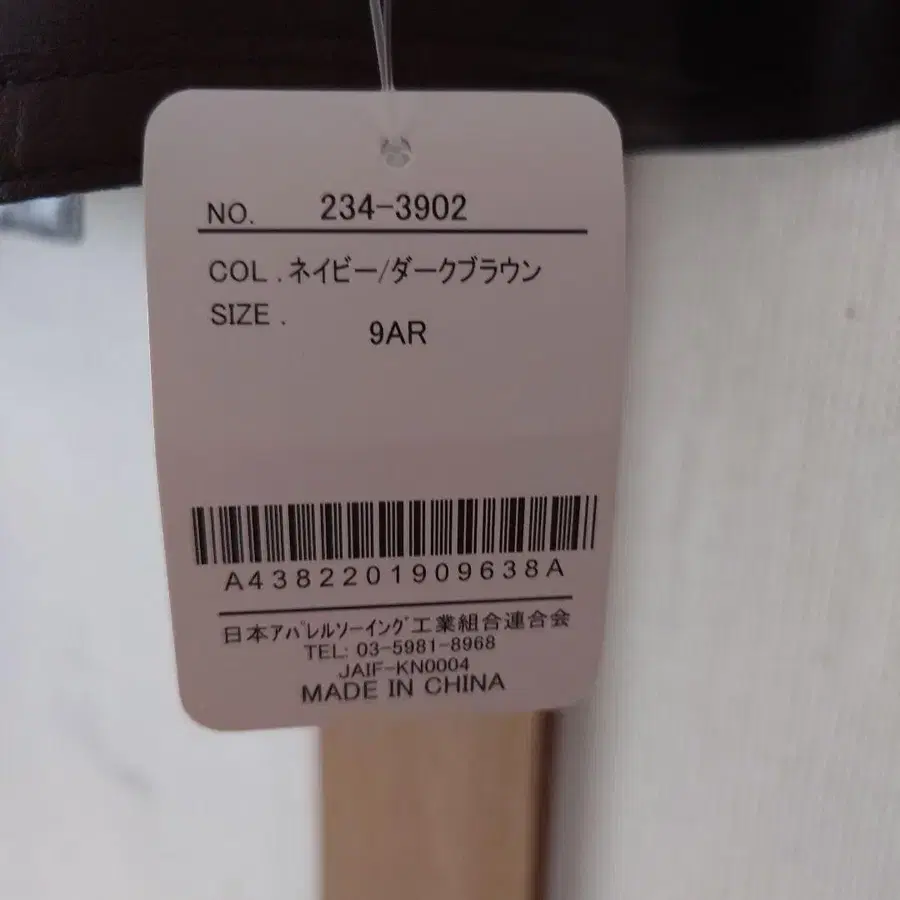 NO. 234-3902
COL . ネイビー/ダークブラウン
SIZE .
9AR
A4382201909638A
日本アパレルソーイング工業組合連合会
TEL: 03-5981-8968
JAIF-KN0004
MADE IN CHINA